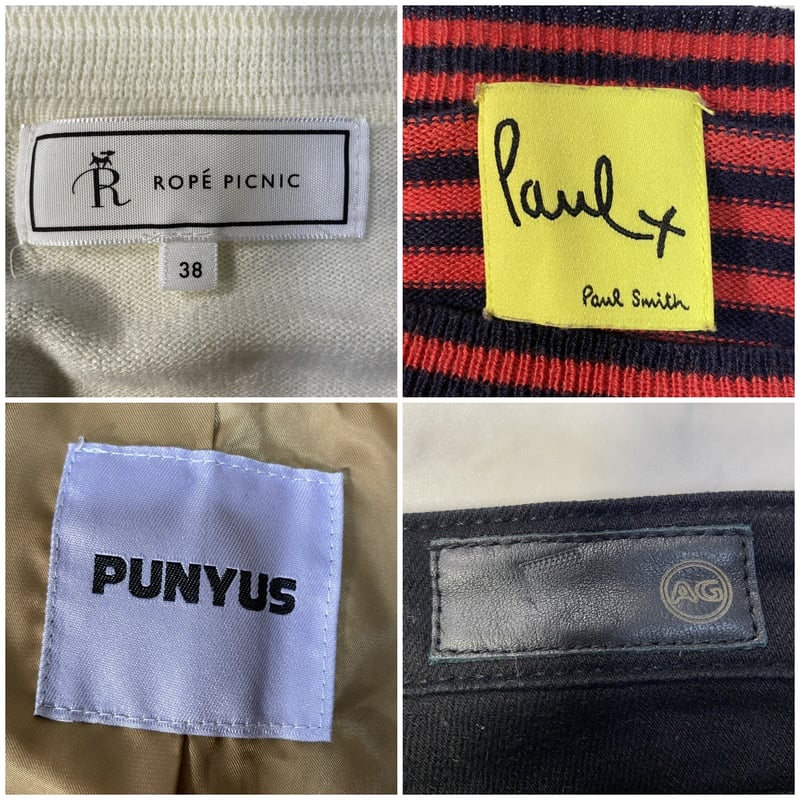 R ROPÉ PICNIC
38
Paul x
Paul Smith
PUNYUS
AG